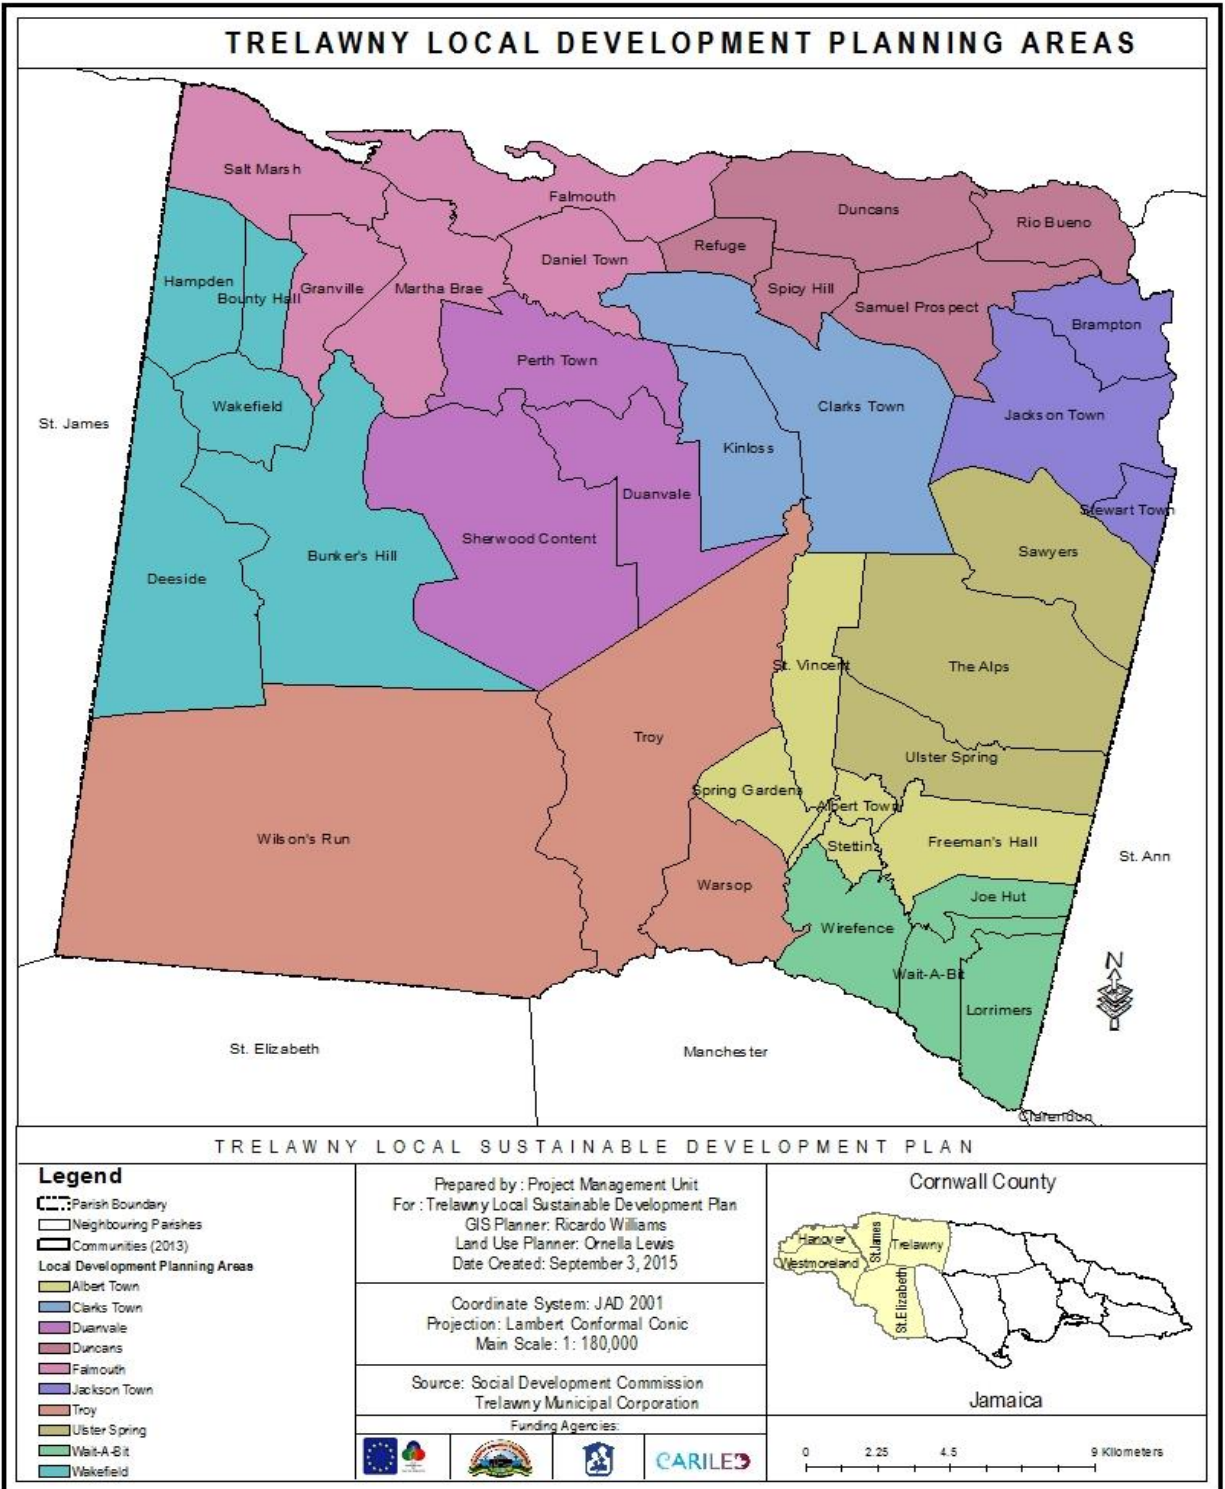 TRELAWNY LOCAL DEVELOPMENT PLANNING AREAS
Salt Marsh
Falmouth
Duncans
Rio Bueno
Refuge
Daniel Town
Hampden
Bounty Hall
Granville
Martha Brae
Spicy Hill
Samuel Prospect
Brampton
Perth Town
Wakefield
Clarks Town
Jackson Town
St. James
Kinloss
Duanvale
Stewart Town
Sherwood Content
Bunker's Hill
Sawyers
Deeside
St. Vincent
The Alps
Troy
Ulster Spring
Spring Gardens
Albert Town
Wilson's Run
Stettin
Freeman's Hall
St. Ann
Warsop
Joe Hut
Wirefence
N
Wait-A-Bit
Lorrimers
St. Elizabeth
Manchester
Clarendon
TRELAWNY LOCAL SUSTAINABLE DEVELOPMENT PLAN
Legend
Parish Boundary
Neighbouring Parishes
Communities (2013)
Local Development Planning Areas
Albert Town
Clarks Town
Duanvale
Duncans
Falmouth
Jackson Town
Troy
Ulster Spring
Wait-A-Bit
Wakefield
Prepared by : Project Management Unit
For : Trelawny Local Sustainable Development Plan
GIS Planner: Ricardo Williams
Land Use Planner: Ornella Lewis
Date Created: September 3, 2015
Coordinate System: JAD 2001
Projection: Lambert Conformal Conic
Main Scale: 1: 180,000
Source: Social Development Commission
Trelawny Municipal Corporation
Funding Agencies:
CARILED
Cornwall County
Hanover
St.James
Trelawny
Westmoreland
St.Elizabeth
Jamaica
0 2.25 4.5 9 Kilometers